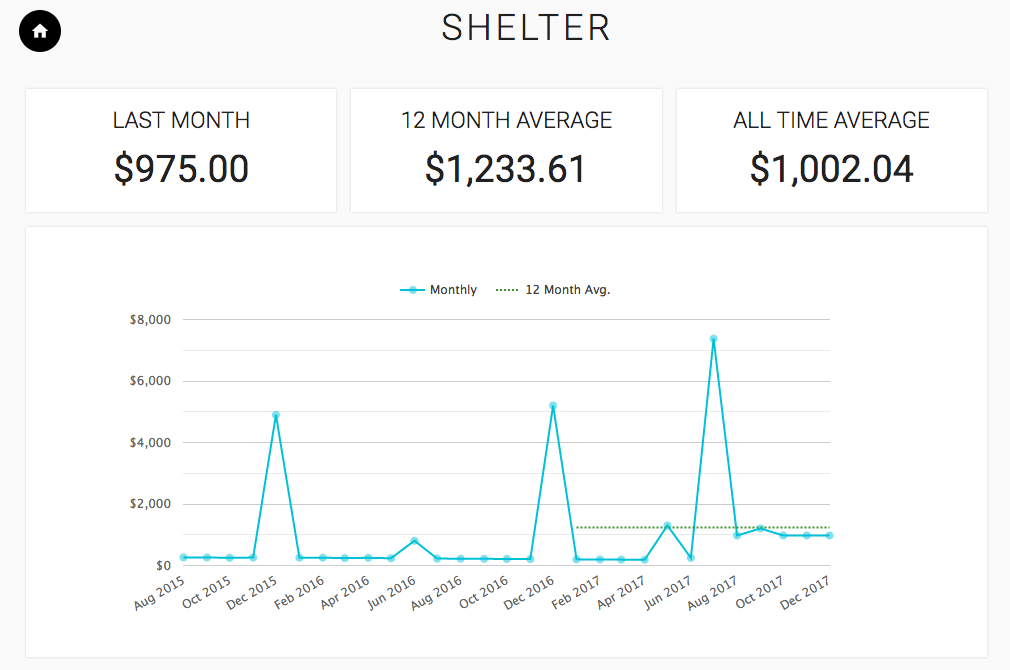 SHELTER
LAST MONTH
$975.00
12 MONTH AVERAGE
$1,233.61
ALL TIME AVERAGE
$1,002.04
Monthly
12 Month Avg.
$8,000
$6,000
$4,000
$2,000
$0
Aug 2015
Oct 2015
Dec 2015
Feb 2016
Apr 2016
Jun 2016
Aug 2016
Oct 2016
Dec 2016
Feb 2017
Apr 2017
Jun 2017
Aug 2017
Oct 2017
Dec 2017